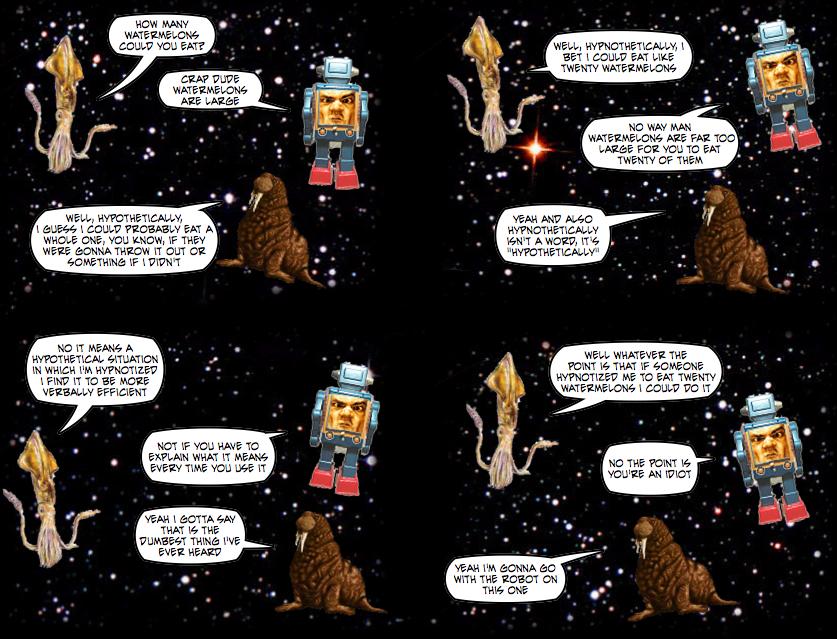 HOW MANY
WATERMELONS
COULD YOU EAT?
CRAP DUDE
WATERMELONS
ARE LARGE
WELL, HYPOTHETICALLY,
I GUESS I COULD PROBABLY EAT A
WHOLE ONE, YOU KNOW, IF THEY
WERE GONNA THROW IT OUT OR
SOMETHING IF I DIDN'T
WELL, HYPNOTHETICALLY, I
BET I COULD EAT LIKE
TWENTY WATERMELONS
NO WAY MAN
WATERMELONS ARE FAR TOO
LARGE FOR YOU TO EAT
TWENTY OF THEM
YEAH AND ALSO
HYPNOTHETICALLY
ISN'T A WORD, IT'S
"HYPOTHETICALLY"
NO IT MEANS A
HYPOTHETICAL SITUATION
IN WHICH I'M HYPNOTIZED
I FIND IT TO BE MORE
VERBALLY EFFICIENT
NOT IF YOU HAVE TO
EXPLAIN WHAT IT MEANS
EVERY TIME YOU USE IT
YEAH I GOTTA SAY
THAT IS THE
DUMBEST THING I'VE
EVER HEARD
WELL WHATEVER THE
POINT IS THAT IF SOMEONE
HYPNOTIZED ME TO EAT TWENTY
WATERMELONS I COULD DO IT
NO THE POINT IS
YOU'RE AN IDIOT
YEAH I'M GONNA GO
WITH THE ROBOT ON
THIS ONE